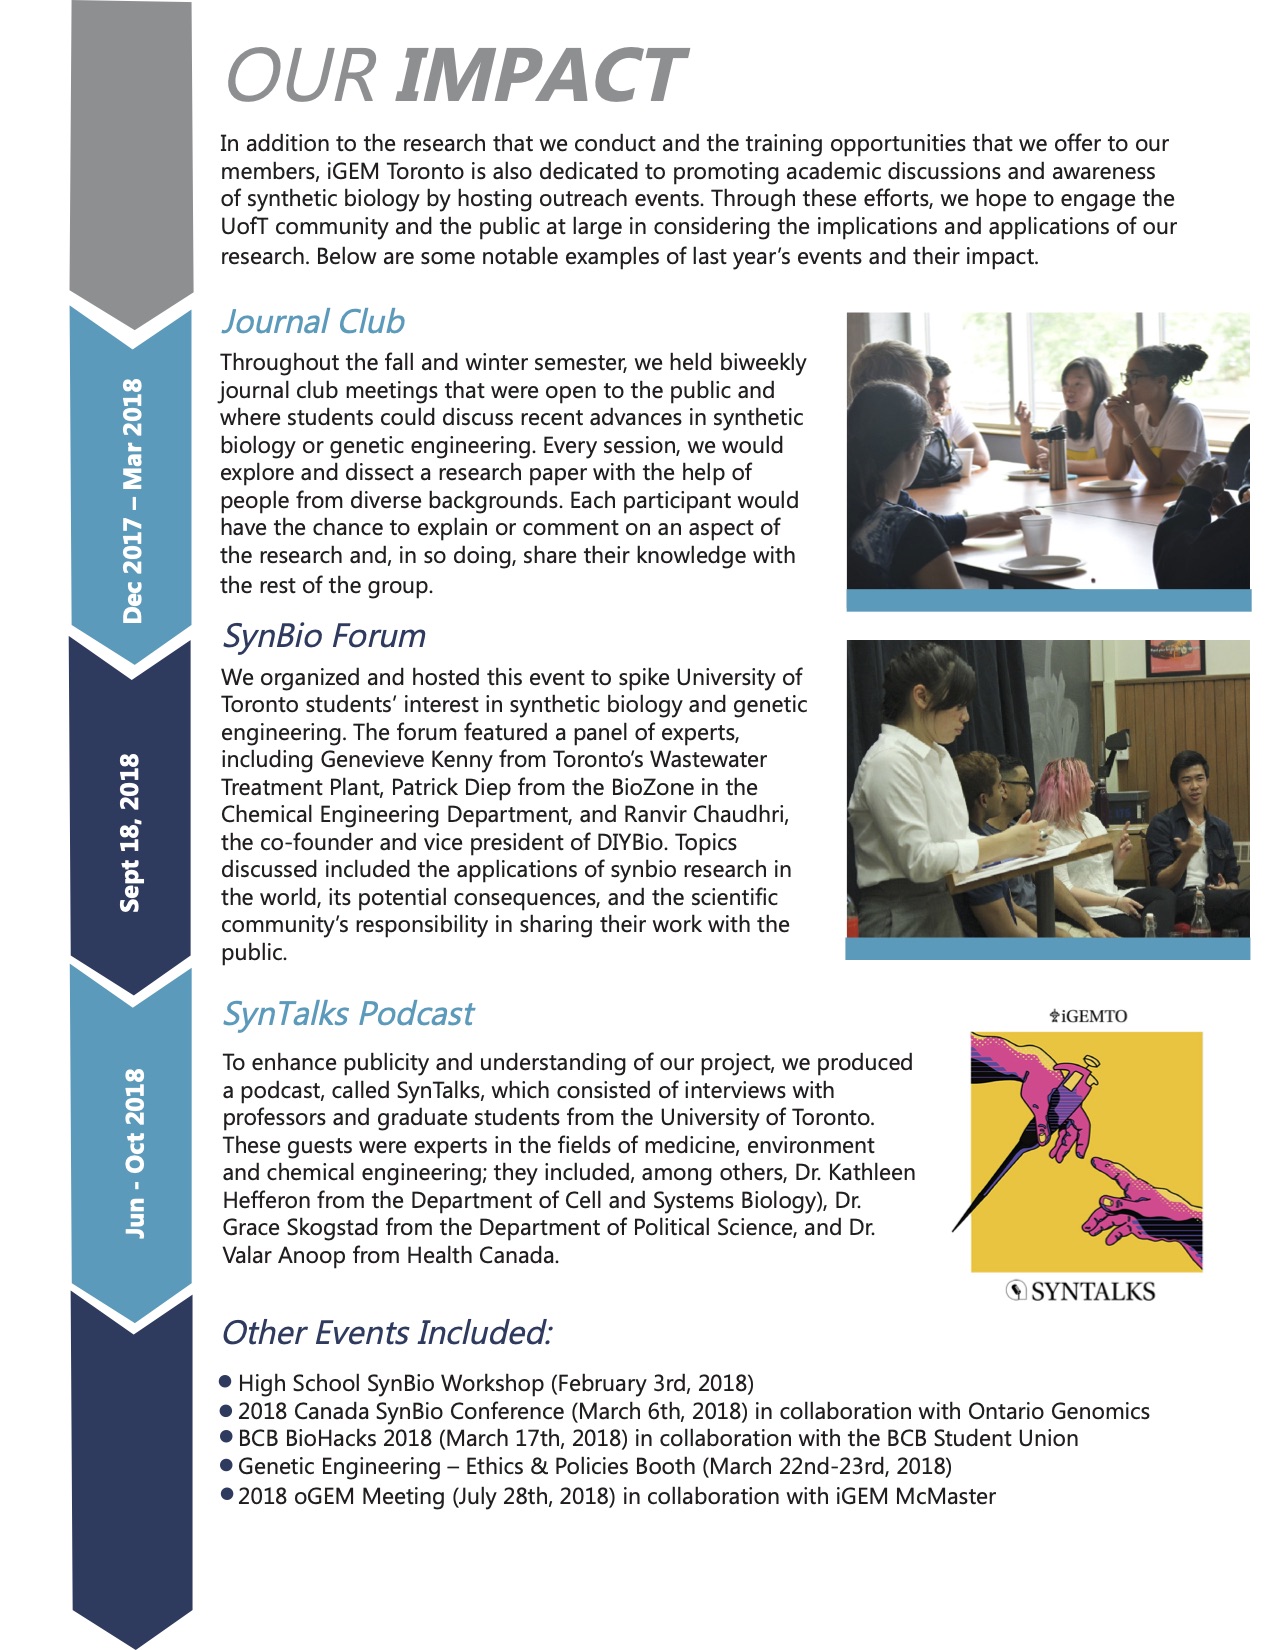 OUR IMPACT
In addition to the research that we conduct and the training opportunities that we offer to our
members, iGEM Toronto is also dedicated to promoting academic discussions and awareness
of synthetic biology by hosting outreach events. Through these efforts, we hope to engage the
UofT community and the public at large in considering the implications and applications of our
research. Below are some notable examples of last year’s events and their impact.
Dec 2017 – Mar 2018
Journal Club
Throughout the fall and winter semester, we held biweekly
journal club meetings that were open to the public and
where students could discuss recent advances in synthetic
biology or genetic engineering. Every session, we would
explore and dissect a research paper with the help of
people from diverse backgrounds. Each participant would
have the chance to explain or comment on an aspect of
the research and, in so doing, share their knowledge with
the rest of the group.
Sept 18, 2018
SynBio Forum
We organized and hosted this event to spike University of
Toronto students’ interest in synthetic biology and genetic
engineering. The forum featured a panel of experts,
including Genevieve Kenny from Toronto’s Wastewater
Treatment Plant, Patrick Diep from the BioZone in the
Chemical Engineering Department, and Ranvir Chaudhri,
the co-founder and vice president of DIYBio. Topics
discussed included the applications of synbio research in
the world, its potential consequences, and the scientific
community’s responsibility in sharing their work with the
public.
Jun - Oct 2018
SynTalks Podcast
To enhance publicity and understanding of our project, we produced
a podcast, called SynTalks, which consisted of interviews with
professors and graduate students from the University of Toronto.
These guests were experts in the fields of medicine, environment
and chemical engineering; they included, among others, Dr. Kathleen
Hefferon from the Department of Cell and Systems Biology), Dr.
Grace Skogstad from the Department of Political Science, and Dr.
Valar Anoop from Health Canada.
iGEMTO
SYNTALKS
Other Events Included:
High School SynBio Workshop (February 3rd, 2018)
2018 Canada SynBio Conference (March 6th, 2018) in collaboration with Ontario Genomics
BCB BioHacks 2018 (March 17th, 2018) in collaboration with the BCB Student Union
Genetic Engineering – Ethics & Policies Booth (March 22nd-23rd, 2018)
2018 oGEM Meeting (July 28th, 2018) in collaboration with iGEM McMaster